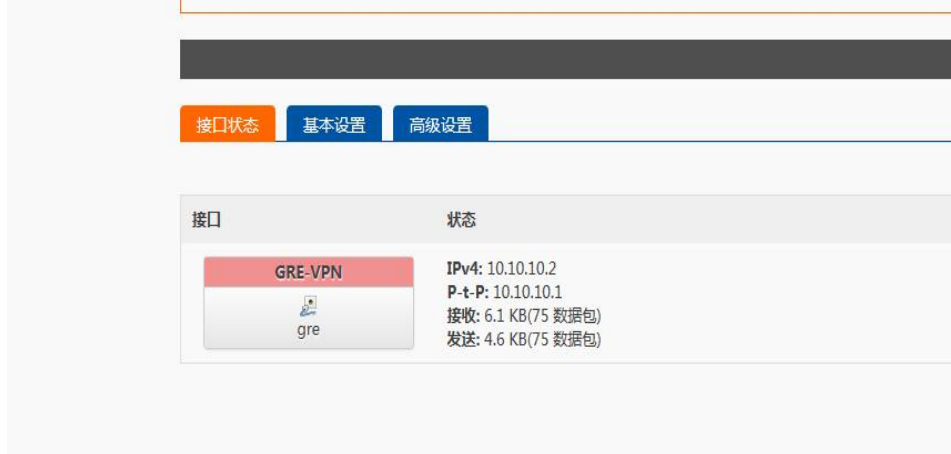 接口状态 基本设置 高级设置
接口 状态
GRE-VPN
gre
IPv4: 10.10.10.2
P-t-P: 10.10.10.1
接收: 6.1 KB(75 数据包)
发送: 4.6 KB(75 数据包)